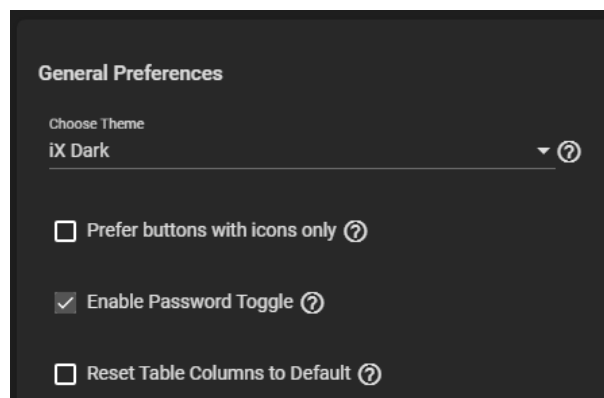 General Preferences
Choose Theme
iX Dark
Prefer buttons with icons only
Enable Password Toggle
Reset Table Columns to Default